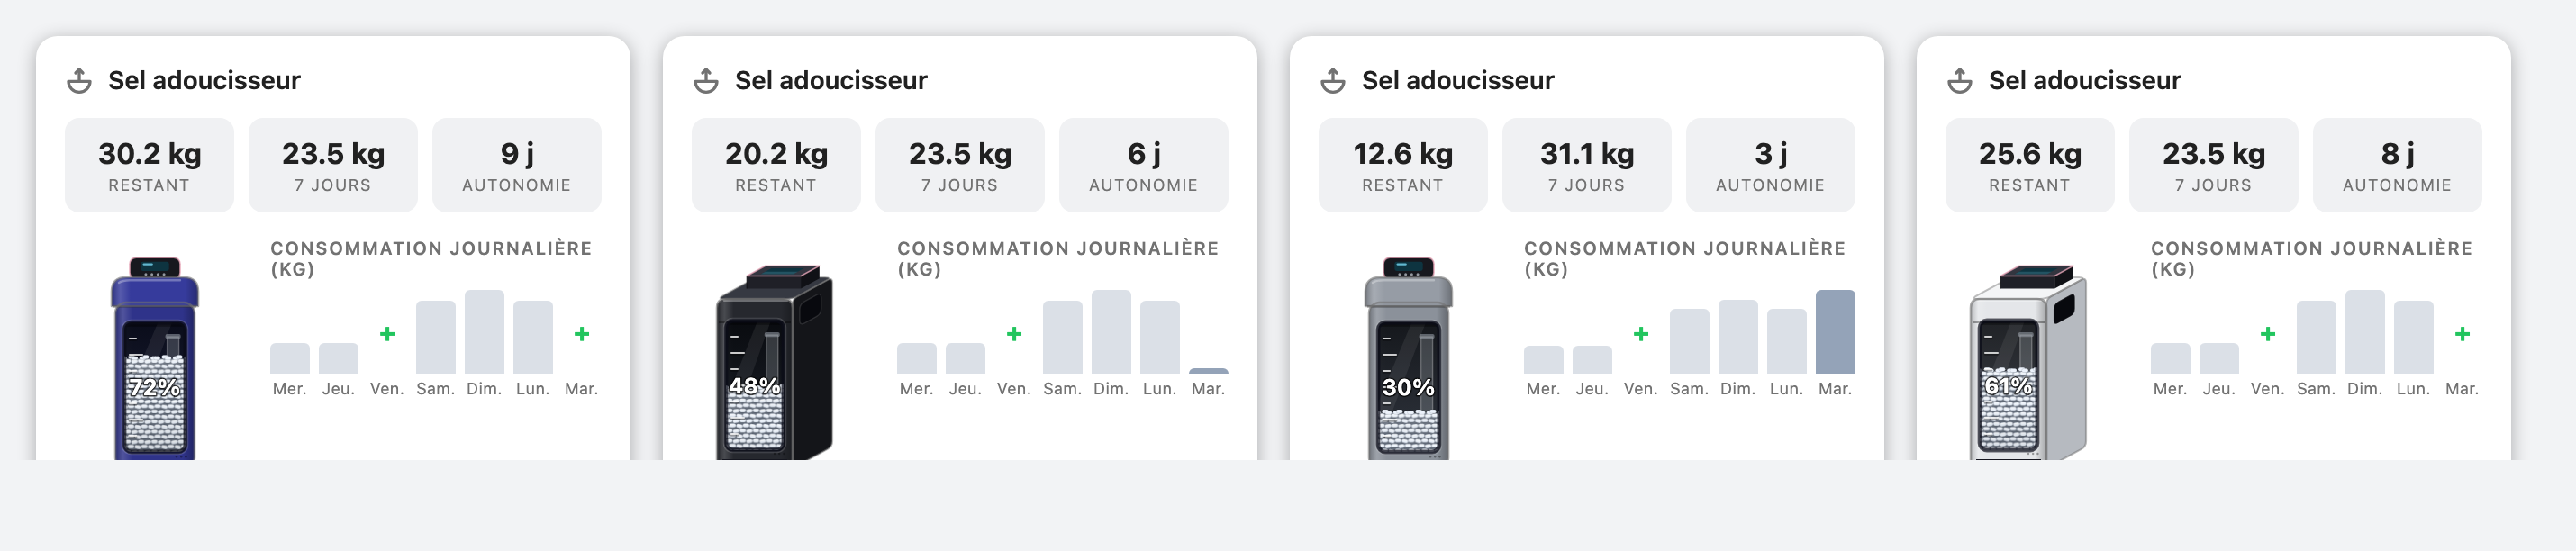 Sel adoucisseur
30.2 kg
RESTANT
23.5 kg
7 JOURS
9 j
AUTONOMIE
CONSOMMATION JOURNALIÈRE
(KG)
72%
+ +
Mer. Jeu. Ven. Sam. Dim. Lun. Mar.
Sel adoucisseur
20.2 kg
RESTANT
23.5 kg
7 JOURS
6 j
AUTONOMIE
CONSOMMATION JOURNALIÈRE
(KG)
48%
+
Mer. Jeu. Ven. Sam. Dim. Lun. Mar.
Sel adoucisseur
12.6 kg
RESTANT
31.1 kg
7 JOURS
3 j
AUTONOMIE
CONSOMMATION JOURNALIÈRE
(KG)
30%
+
Mer. Jeu. Ven. Sam. Dim. Lun. Mar.
Sel adoucisseur
25.6 kg
RESTANT
23.5 kg
7 JOURS
8 j
AUTONOMIE
CONSOMMATION JOURNALIÈRE
(KG)
61%
+ +
Mer. Jeu. Ven. Sam. Dim. Lun. Mar.